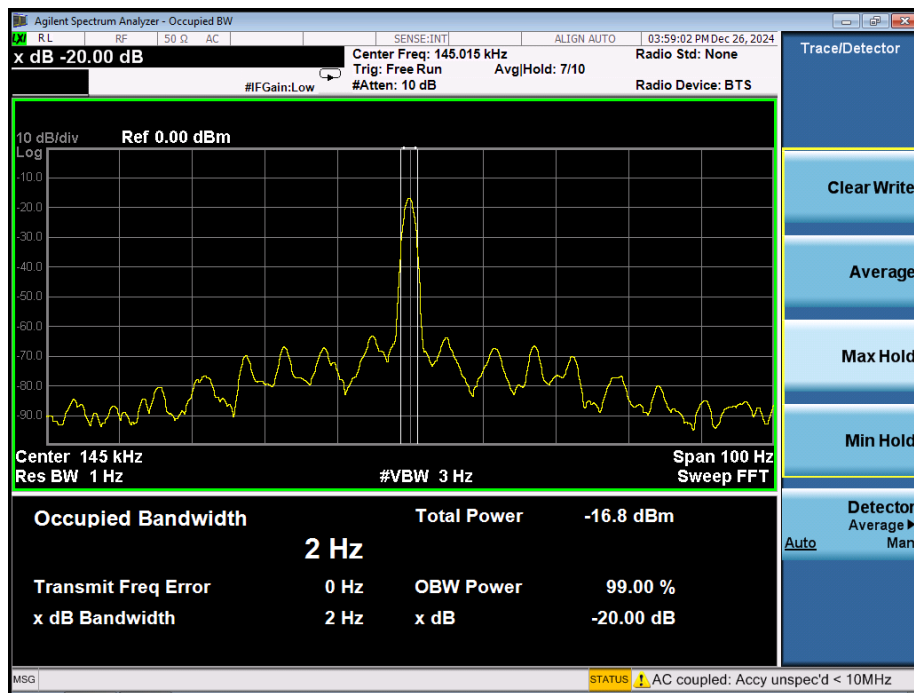 Agilent Spectrum Analyzer - Occupied BW
LXI RL RF 50 Ω AC SENSE:INT ALIGN AUTO 03:59:02 PM Dec 26, 2024
x dB -20.00 dB
Center Freq: 145.015 kHz
Radio Std: None
Trig: Free Run Avg|Hold: 7/10
#IFGain:Low
#Atten: 10 dB
Radio Device: BTS
10 dB/div Ref 0.00 dBm
Log
-10.0
-20.0
-30.0
-40.0
-50.0
-60.0
-70.0
-80.0
-90.0
Center 145 kHz
Span 100 Hz
Res BW 1 Hz
#VBW 3 Hz
Sweep FFT
Occupied Bandwidth
2 Hz
Total Power -16.8 dBm
Transmit Freq Error 0 Hz
OBW Power 99.00 %
x dB Bandwidth 2 Hz
x dB -20.00 dB
Trace/Detector
Clear Write
Average
Max Hold
Min Hold
Detector
Average
Auto Man
MSG
STATUS
AC coupled: Accy unspec'd < 10MHz